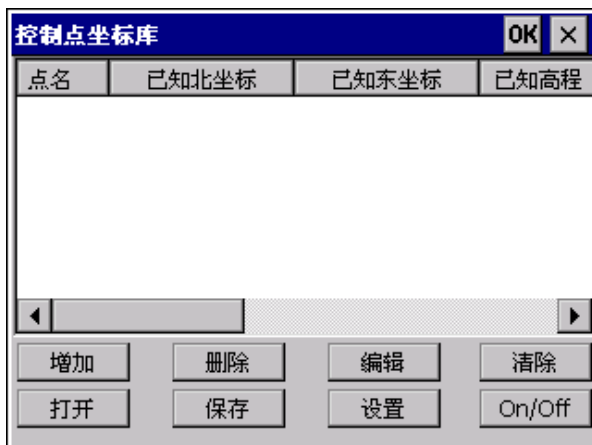 控制点坐标库 OK ×
点名 已知北坐标 已知东坐标 已知高程
增加 删除 编辑 清除
打开 保存 设置 On/Off